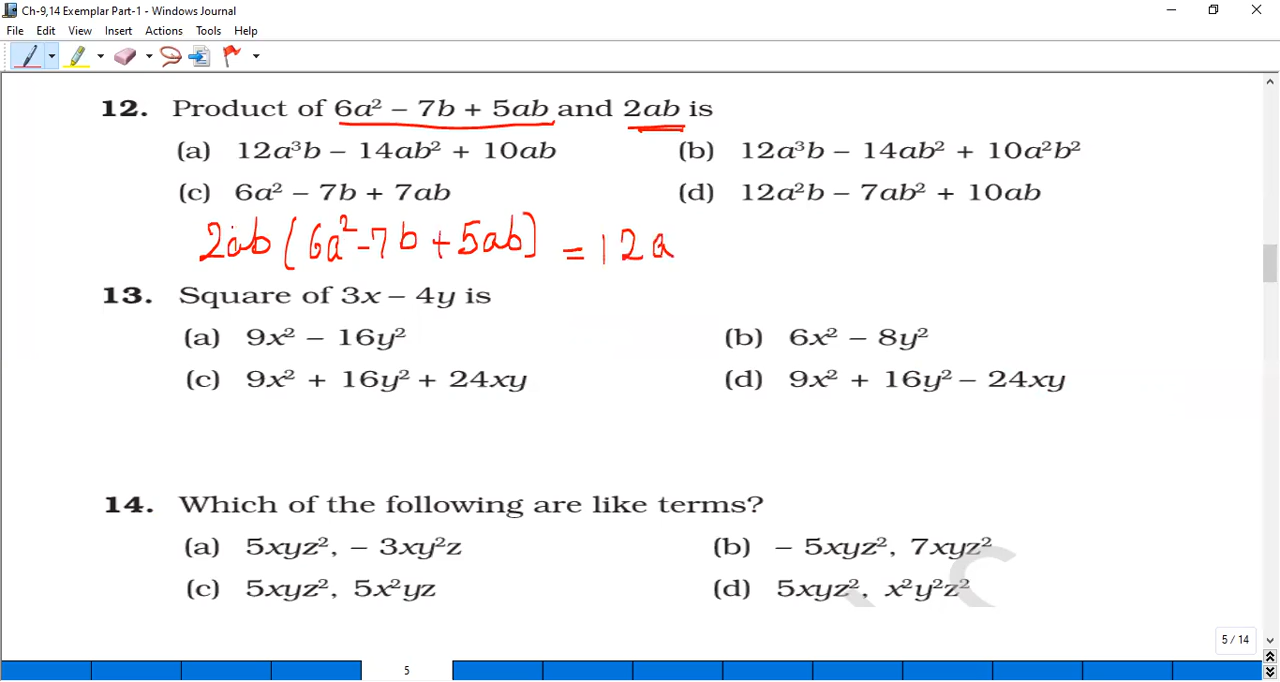 Ch-9,14 Exemplar Part-1 - Windows Journal
File Edit View Insert Actions Tools Help
12. Product of 6a² – 7b + 5ab and 2ab is
(a) 12a³b – 14ab² + 10ab (b) 12a³b – 14ab² + 10a²b²
(c) 6a² – 7b + 7ab (d) 12a²b – 7ab² + 10ab
2ab (6a² - 7b + 5ab) = 12a
13. Square of 3x – 4y is
(a) 9x² – 16y² (b) 6x² – 8y²
(c) 9x² + 16y² + 24xy (d) 9x² + 16y² – 24xy
14. Which of the following are like terms?
(a) 5xyz², – 3xy²z (b) – 5xyz², 7xyz²
(c) 5xyz², 5x²yz (d) 5xyz², x²y²z²
5 / 14
5